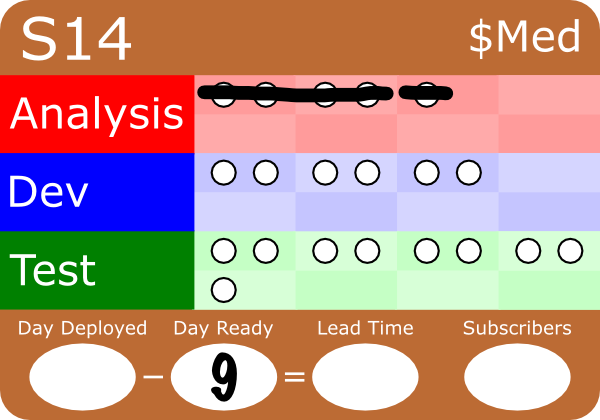 S14 $Med
Analysis
Dev
Test
Day Deployed Day Ready Lead Time Subscribers
– 9 =